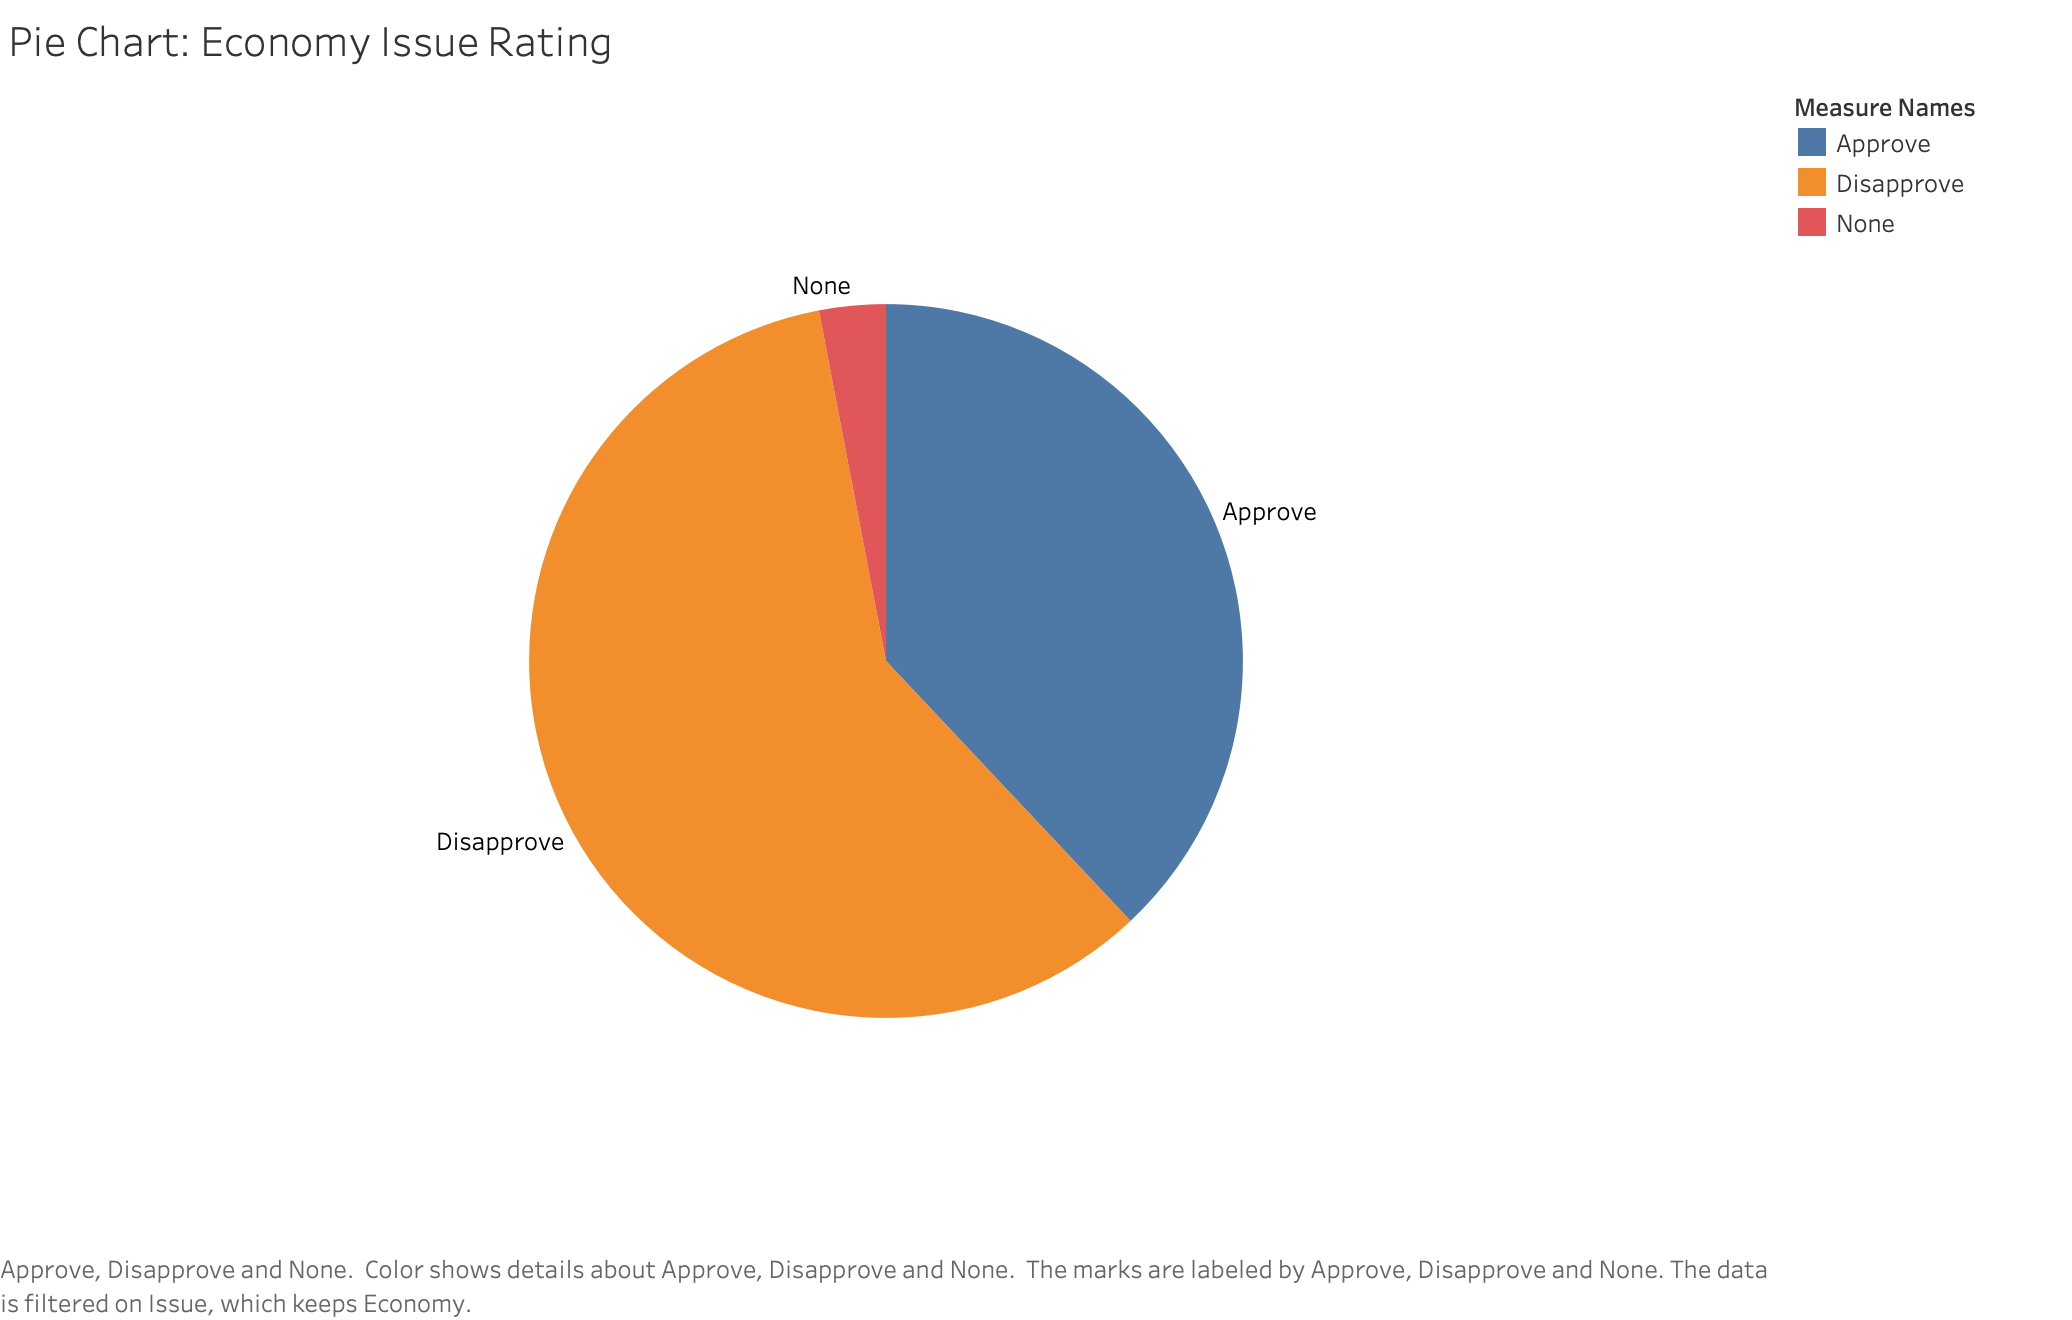 Pie Chart: Economy Issue Rating
Measure Names
Approve
Disapprove
None
None
Approve
Disapprove
Approve, Disapprove and None.  Color shows details about Approve, Disapprove and None.  The marks are labeled by Approve, Disapprove and None. The data
is filtered on Issue, which keeps Economy.